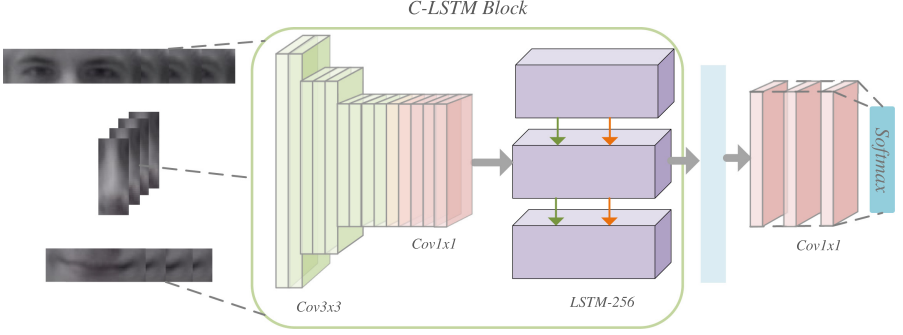 C-LSTM Block
Cov1x1
Cov3x3
LSTM-256
Cov1x1
Softmax